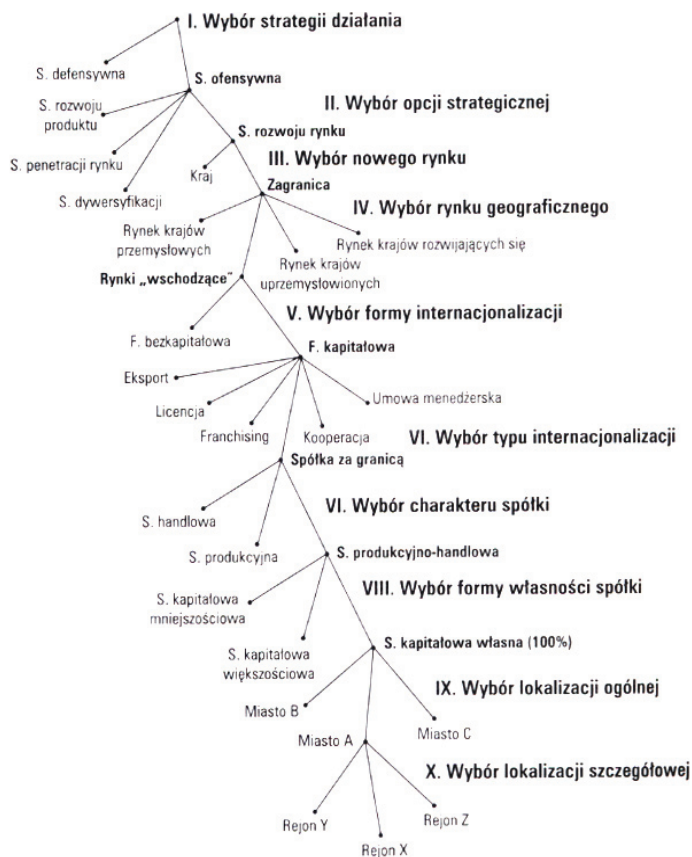 I. Wybór strategii działania
S. defensywna
S. ofensywna
S. rozwoju
produktu
II. Wybór opcji strategicznej
S. rozwoju rynku
S. penetracji rynku
III. Wybór nowego rynku
Kraj
Zagranica
S. dywersyfikacji
IV. Wybór rynku geograficznego
Rynek krajów
przemysłowych
Rynek krajów rozwijających się
Rynek krajów
uprzemysłowionych
Rynki „wschodzące"
V. Wybór formy internacjonalizacji
F. bezkapitałowa
F. kapitałowa
Eksport
Licencja
Umowa menedżerska
Franchising
Kooperacja
VI. Wybór typu internacjonalizacji
Spółka za granicą
VI. Wybór charakteru spółki
S. handlowa
S. produkcyjna
S. produkcyjno-handlowa
VIII. Wybór formy własności spółki
S. kapitałowa
mniejszościowa
S. kapitałowa
większościowa
S. kapitałowa własna (100%)
IX. Wybór lokalizacji ogólnej
Miasto B
Miasto C
Miasto A
X. Wybór lokalizacji szczegółowej
Rejon Y
Rejon Z
Rejon X